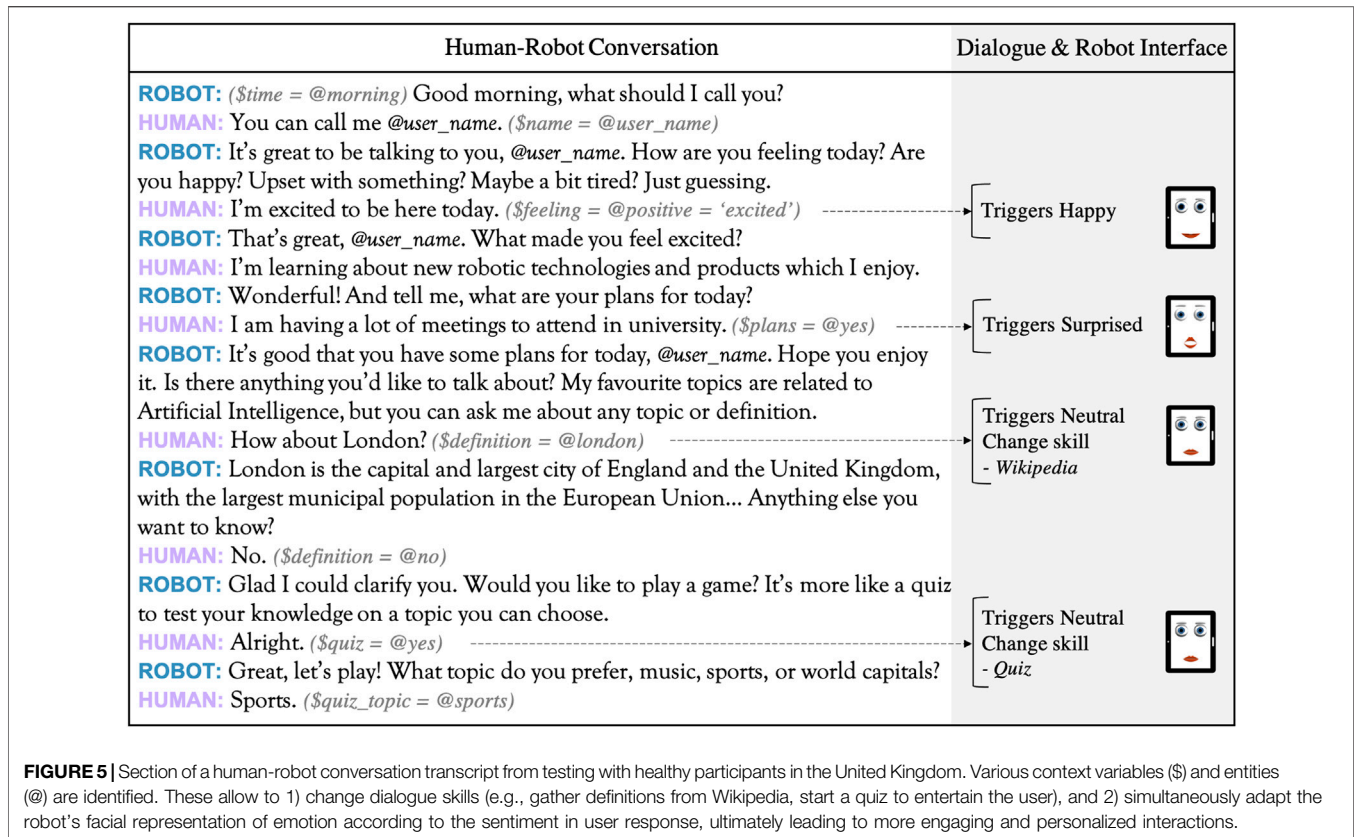 Human-Robot Conversation
Dialogue & Robot Interface
ROBOT: ($time = @morning) Good morning, what should I call you?
HUMAN: You can call me @user_name. ($name = @user_name)
ROBOT: It's great to be talking to you, @user_name. How are you feeling today? Are
you happy? Upset with something? Maybe a bit tired? Just guessing.
HUMAN: I'm excited to be here today. ($feeling = @positive = 'excited')
Triggers Happy
ROBOT: That's great, @user_name. What made you feel excited?
HUMAN: I'm learning about new robotic technologies and products which I enjoy.
ROBOT: Wonderful! And tell me, what are your plans for today?
HUMAN: I am having a lot of meetings to attend in university. ($plans = @yes)
Triggers Surprised
ROBOT: It's good that you have some plans for today, @user_name. Hope you enjoy
it. Is there anything you'd like to talk about? My favourite topics are related to
Artificial Intelligence, but you can ask me about any topic or definition.
HUMAN: How about London? ($definition = @london)
Triggers Neutral
Change skill
- Wikipedia
ROBOT: London is the capital and largest city of England and the United Kingdom,
with the largest municipal population in the European Union... Anything else you
want to know?
HUMAN: No. ($definition = @no)
ROBOT: Glad I could clarify you. Would you like to play a game? It's more like a quiz
to test your knowledge on a topic you can choose.
HUMAN: Alright. ($quiz = @yes)
Triggers Neutral
Change skill
- Quiz
ROBOT: Great, let's play! What topic do you prefer, music, sports, or world capitals?
HUMAN: Sports. ($quiz_topic = @sports)
FIGURE 5 | Section of a human-robot conversation transcript from testing with healthy participants in the United Kingdom. Various context variables ($) and entities
(@) are identified. These allow to 1) change dialogue skills (e.g., gather definitions from Wikipedia, start a quiz to entertain the user), and 2) simultaneously adapt the
robot's facial representation of emotion according to the sentiment in user response, ultimately leading to more engaging and personalized interactions.